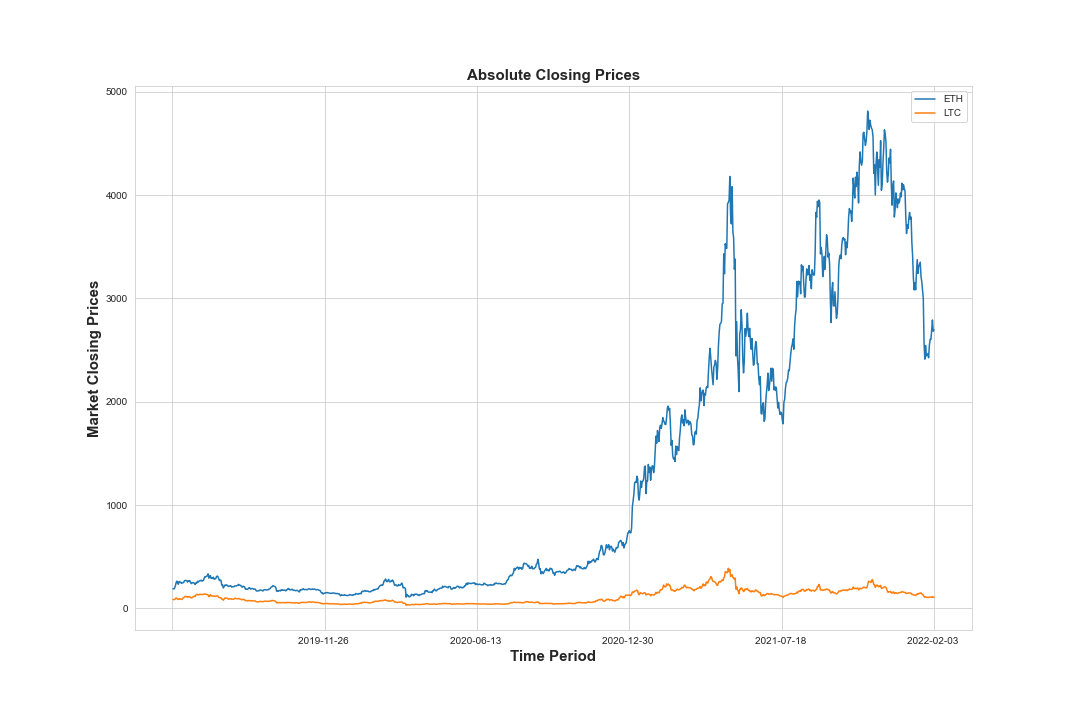 Absolute Closing Prices
ETH
LTC
5000
4000
3000
2000
1000
0
Market Closing Prices
2019-11-26
2020-06-13
2020-12-30
2021-07-18
2022-02-03
Time Period